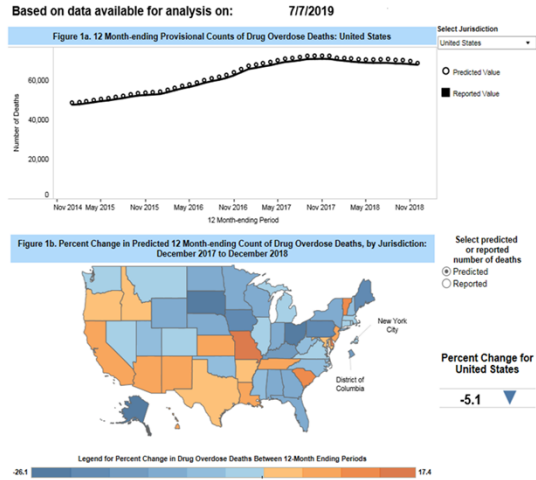 Based on data available for analysis on: 7/7/2019
Select Jurisdiction
Figure 1a. 12 Month-ending Provisional Counts of Drug Overdose Deaths: United States
United States
Predicted Value
Reported Value
Number of Deaths
60,000
40,000
20,000
0
Nov 2014 May 2015 Nov 2015 May 2016 Nov 2016 May 2017 Nov 2017 May 2018 Nov 2018
12 Month-ending Period
Figure 1b. Percent Change in Predicted 12 Month-ending Count of Drug Overdose Deaths, by Jurisdiction:
December 2017 to December 2018
Select predicted
or reported
number of deaths
Predicted
Reported
New York
City
District of
Columbia
Percent Change for
United States
-5.1
Legend for Percent Change in Drug Overdose Deaths Between 12-Month Ending Periods
-26.1 17.4